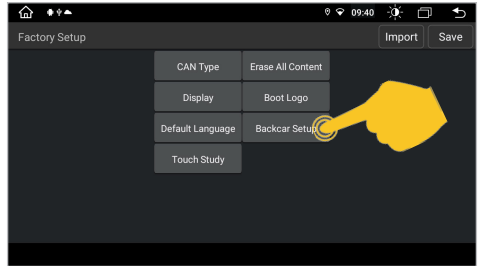 09:40
Factory Setup Import Save
CAN Type Erase All Content
Display Boot Logo
Default Language Backcar Setup
Touch Study